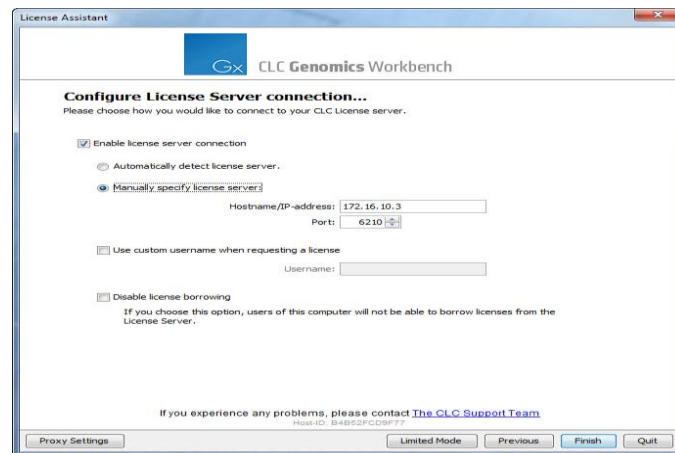 License Assistant
Gx CLC Genomics Workbench
Configure License Server connection...
Please choose how you would like to connect to your CLC License server.
Enable license server connection
Automatically detect license server.
Manually specify license server:
Hostname/IP-address: 172.16.10.3
Port: 6210
Use custom username when requesting a license
Username:
Disable license borrowing
If you choose this option, users of this computer will not be able to borrow licenses from the
License Server.
If you experience any problems, please contact The CLC Support Team
Host-ID: B4B52FCD9F77
Proxy Settings Limited Mode Previous Finish Quit